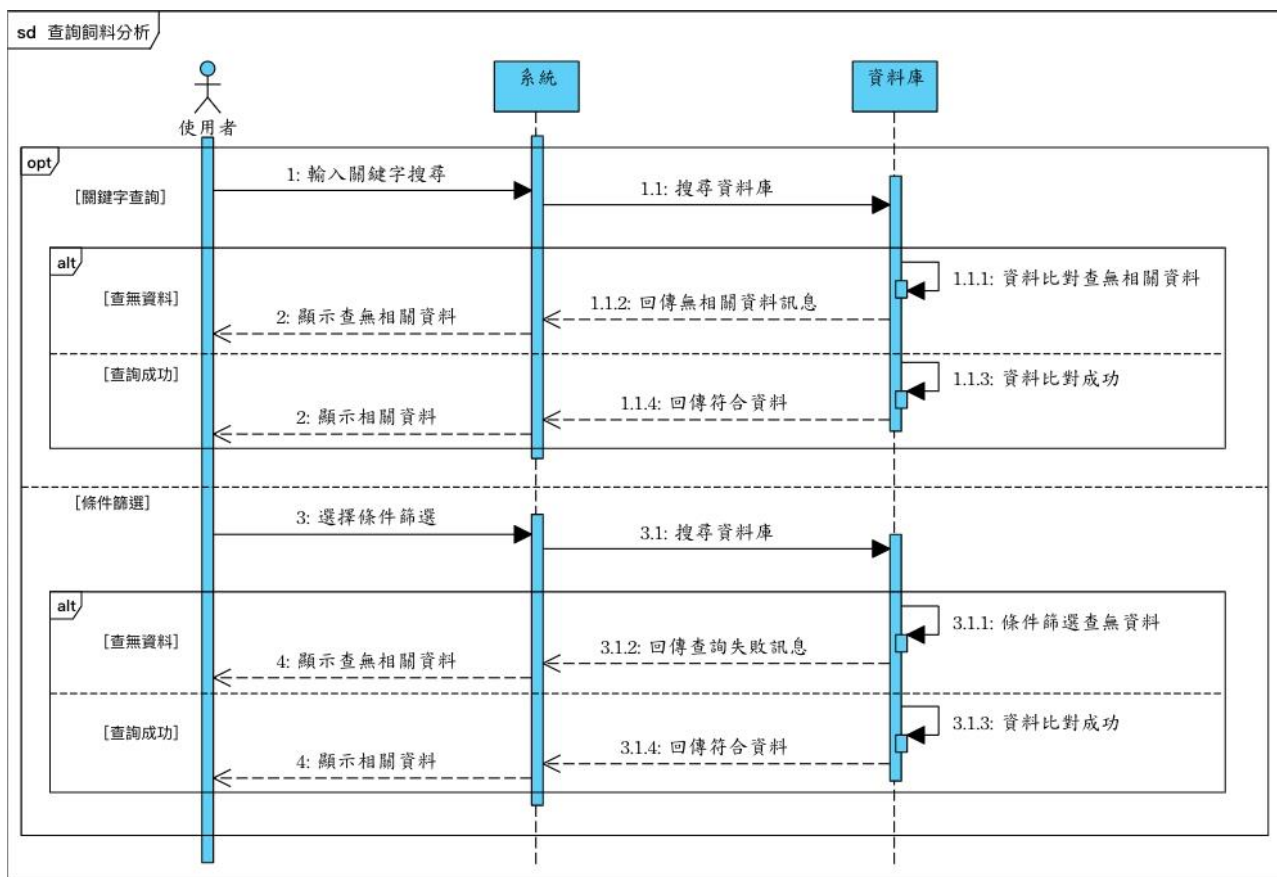 sd 查詢飼料分析
使用者
系統
資料庫
opt
[關鍵字查詢]
1: 輸入關鍵字搜尋
1.1: 搜尋資料庫
alt
[查無資料]
1.1.1: 資料比對查無相關資料
1.1.2: 回傳無相關資料訊息
2: 顯示查無相關資料
[查詢成功]
1.1.3: 資料比對成功
1.1.4: 回傳符合資料
2: 顯示相關資料
[條件篩選]
3: 選擇條件篩選
3.1: 搜尋資料庫
alt
[查無資料]
3.1.1: 條件篩選查無資料
3.1.2: 回傳查詢失敗訊息
4: 顯示查無相關資料
[查詢成功]
3.1.3: 資料比對成功
3.1.4: 回傳符合資料
4: 顯示相關資料